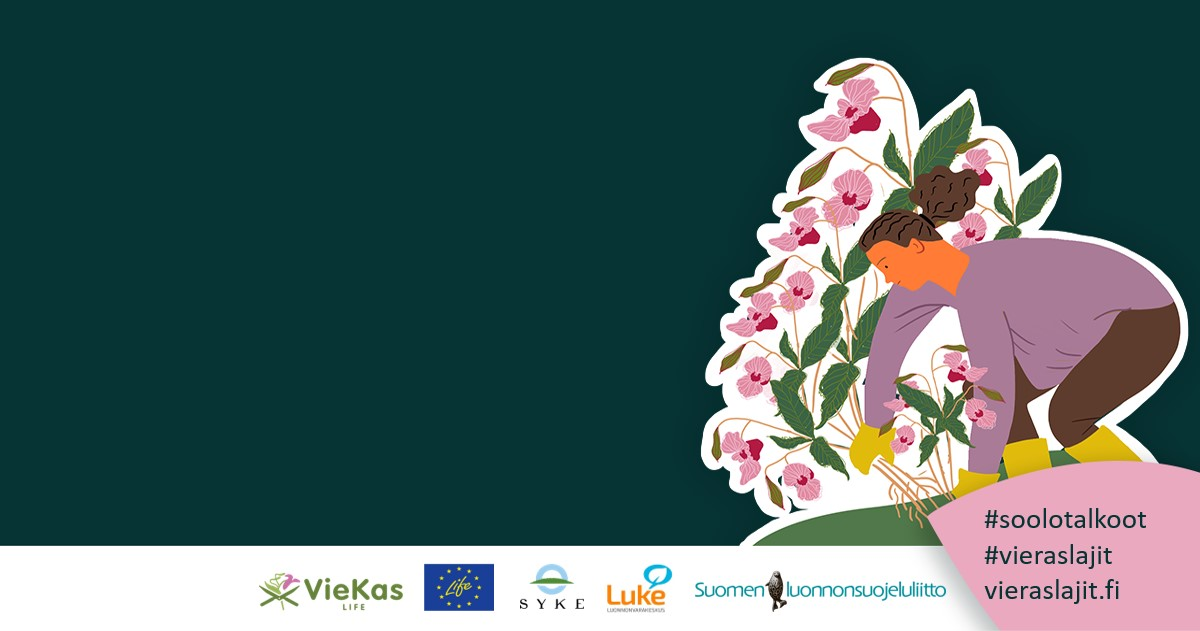 #soolotalkoot
#vieraslajit
vieraslajit.fi
VieKas
LIFE
Life
SYKE
Luke
LUONNONVARAKESKUS
Suomen luonnonsuojeluliitto